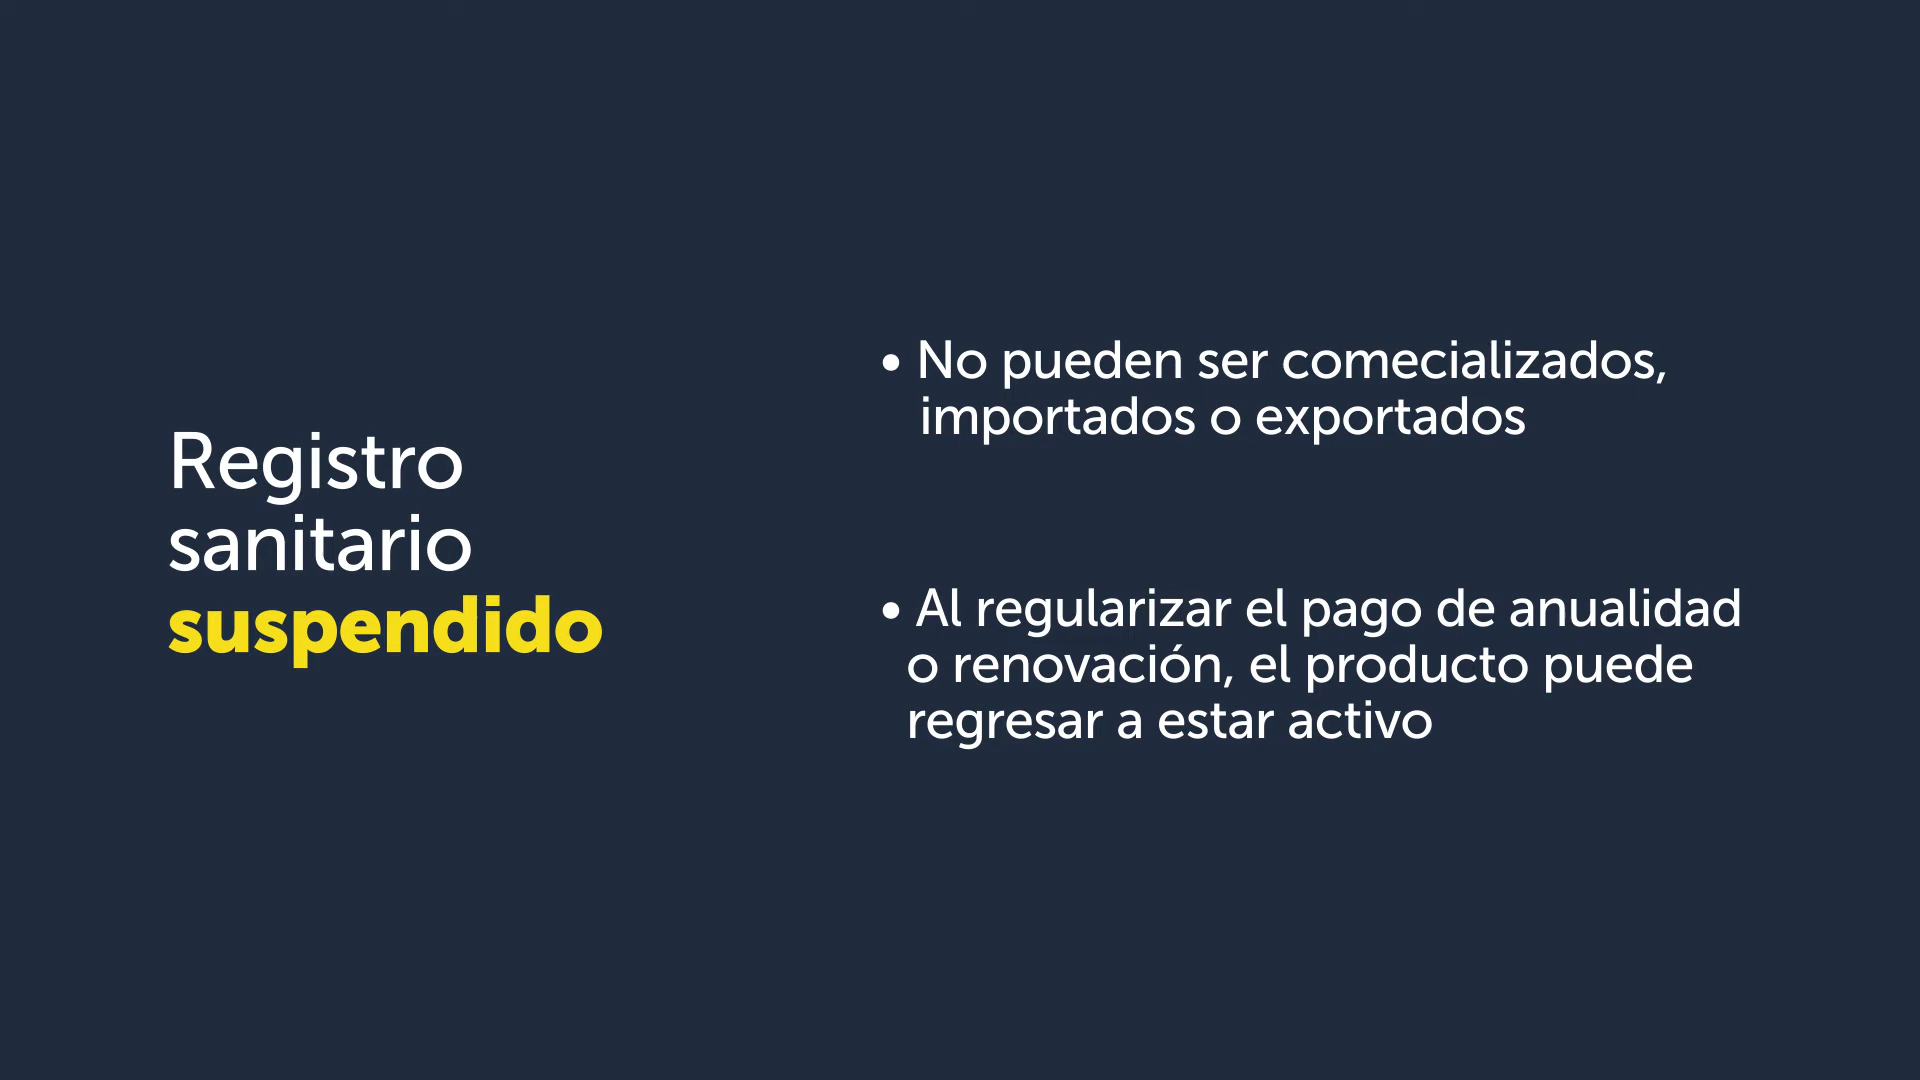 Registro
sanitario
suspendido
• No pueden ser comecializados,
importados o exportados
• Al regularizar el pago de anualidad
o renovación, el producto puede
regresar a estar activo